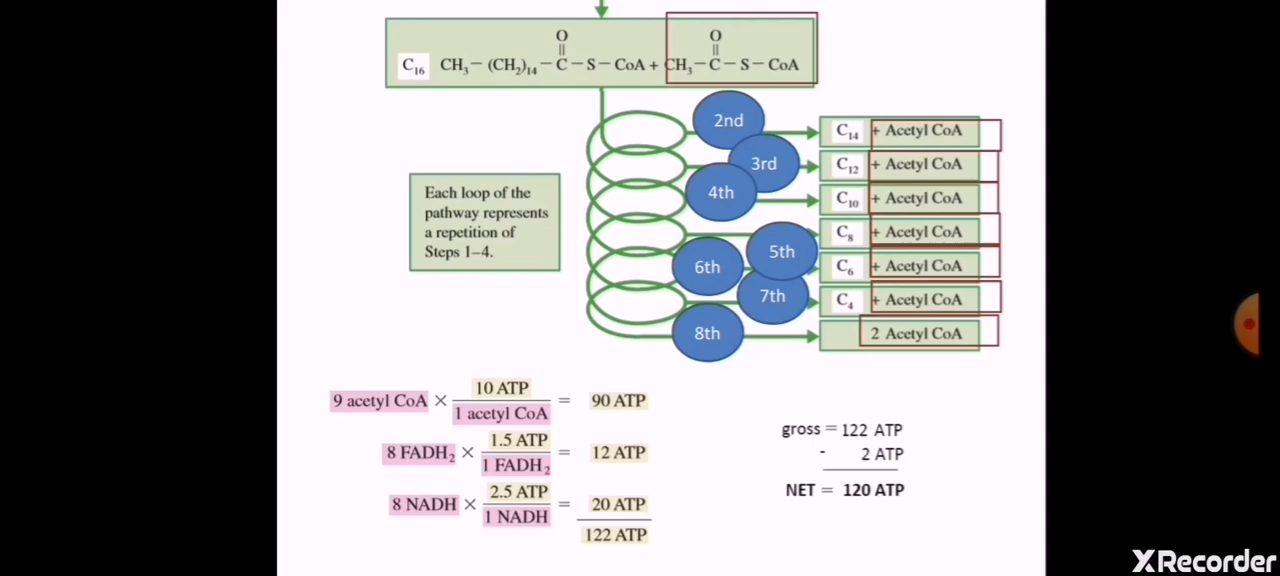 O O
|| ||
C₁₆ CH₃— (CH₂)₁₄ — C — S — CoA + CH₃ — C — S — CoA
2nd
C₁₄ + Acetyl CoA
3rd
C₁₂ + Acetyl CoA
4th
C₁₀ + Acetyl CoA
Each loop of the
pathway represents
a repetition of
Steps 1–4.
C₈ + Acetyl CoA
5th
6th
C₆ + Acetyl CoA
7th
C₄ + Acetyl CoA
8th
2 Acetyl CoA
9 acetyl CoA × 10 ATP / 1 acetyl CoA = 90 ATP
8 FADH₂ × 1.5 ATP / 1 FADH₂ = 12 ATP
8 NADH × 2.5 ATP / 1 NADH = 20 ATP
122 ATP
gross = 122 ATP
- 2 ATP
NET = 120 ATP
XRecorder